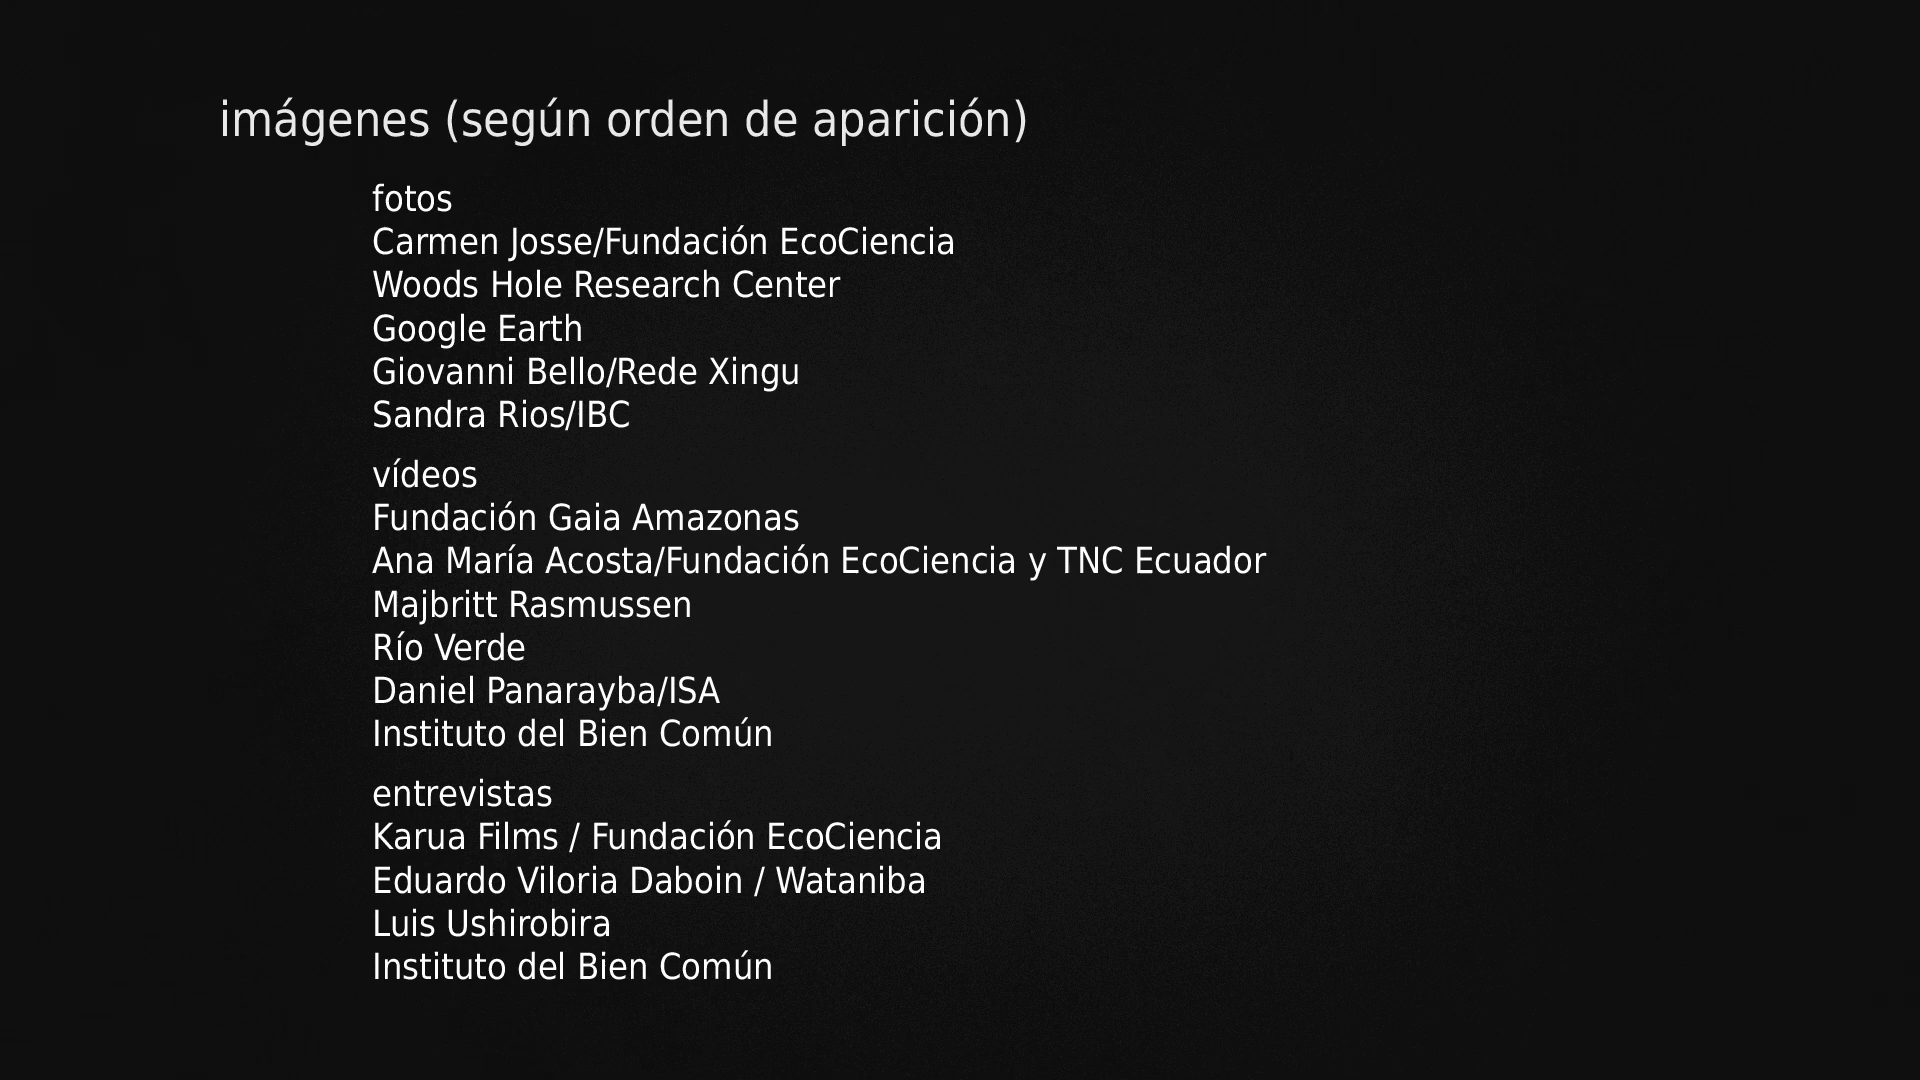 imágenes (según orden de aparición)
fotos
Carmen Josse/Fundación EcoCiencia
Woods Hole Research Center
Google Earth
Giovanni Bello/Rede Xingu
Sandra Rios/IBC
vídeos
Fundación Gaia Amazonas
Ana María Acosta/Fundación EcoCiencia y TNC Ecuador
Majbritt Rasmussen
Río Verde
Daniel Panarayba/ISA
Instituto del Bien Común
entrevistas
Karua Films / Fundación EcoCiencia
Eduardo Viloria Daboin / Wataniba
Luis Ushirobira
Instituto del Bien Común